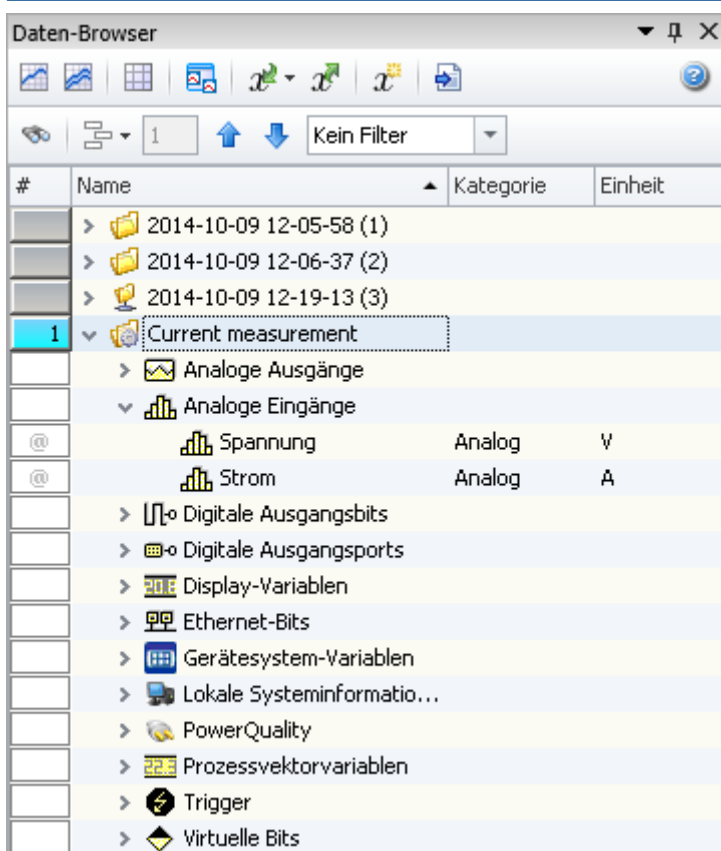 Daten-Browser
1 Kein Filter
# Name Kategorie Einheit
2014-10-09 12-05-58 (1)
2014-10-09 12-06-37 (2)
2014-10-09 12-19-13 (3)
1 Current measurement
Analoge Ausgänge
Analoge Eingänge
@ Spannung Analog V
@ Strom Analog A
Digitale Ausgangsbits
Digitale Ausgangsports
Display-Variablen
Ethernet-Bits
Gerätesystem-Variablen
Lokale Systeminformatio...
PowerQuality
Prozessvektorvariablen
Trigger
Virtuelle Bits